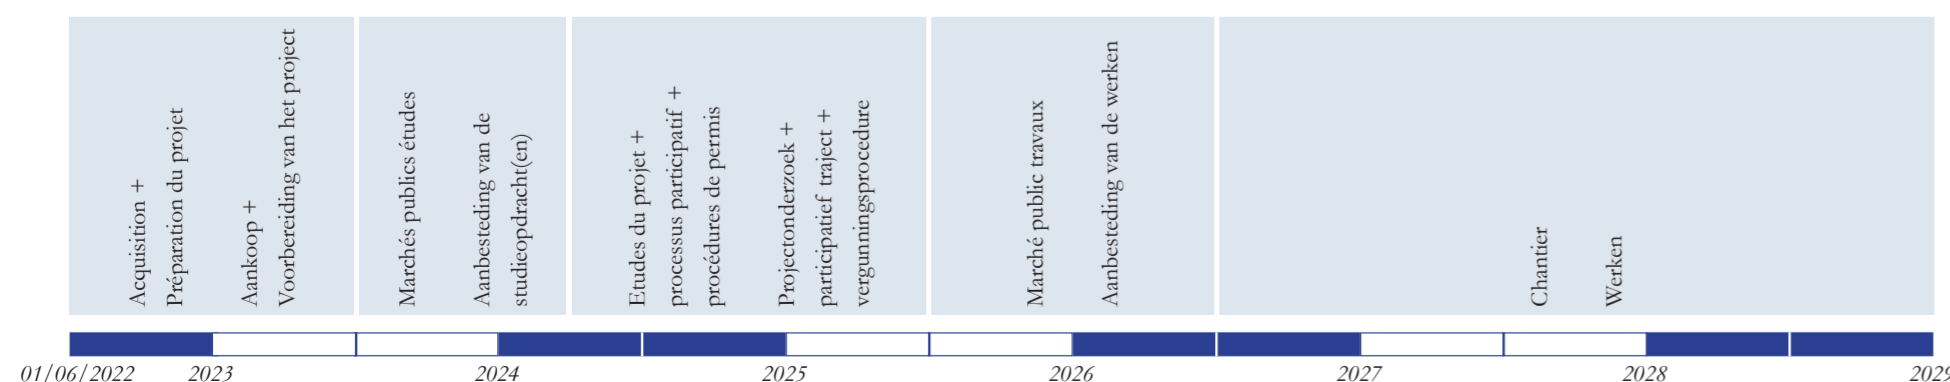 Acquisition +
Préparation du projet
Aankoop +
Voorbereiding van het project
Marchés publics études
Aanbesteding van de
studieopdracht(en)
Etudes du projet +
processus participatif +
procédures de permis
Projectonderzoek +
participatief traject +
vergunningsprocedure
Marché public travaux
Aanbesteding van de werken
Chantier
Werken
01/06/2022
2023
2024
2025
2026
2027
2028
2029